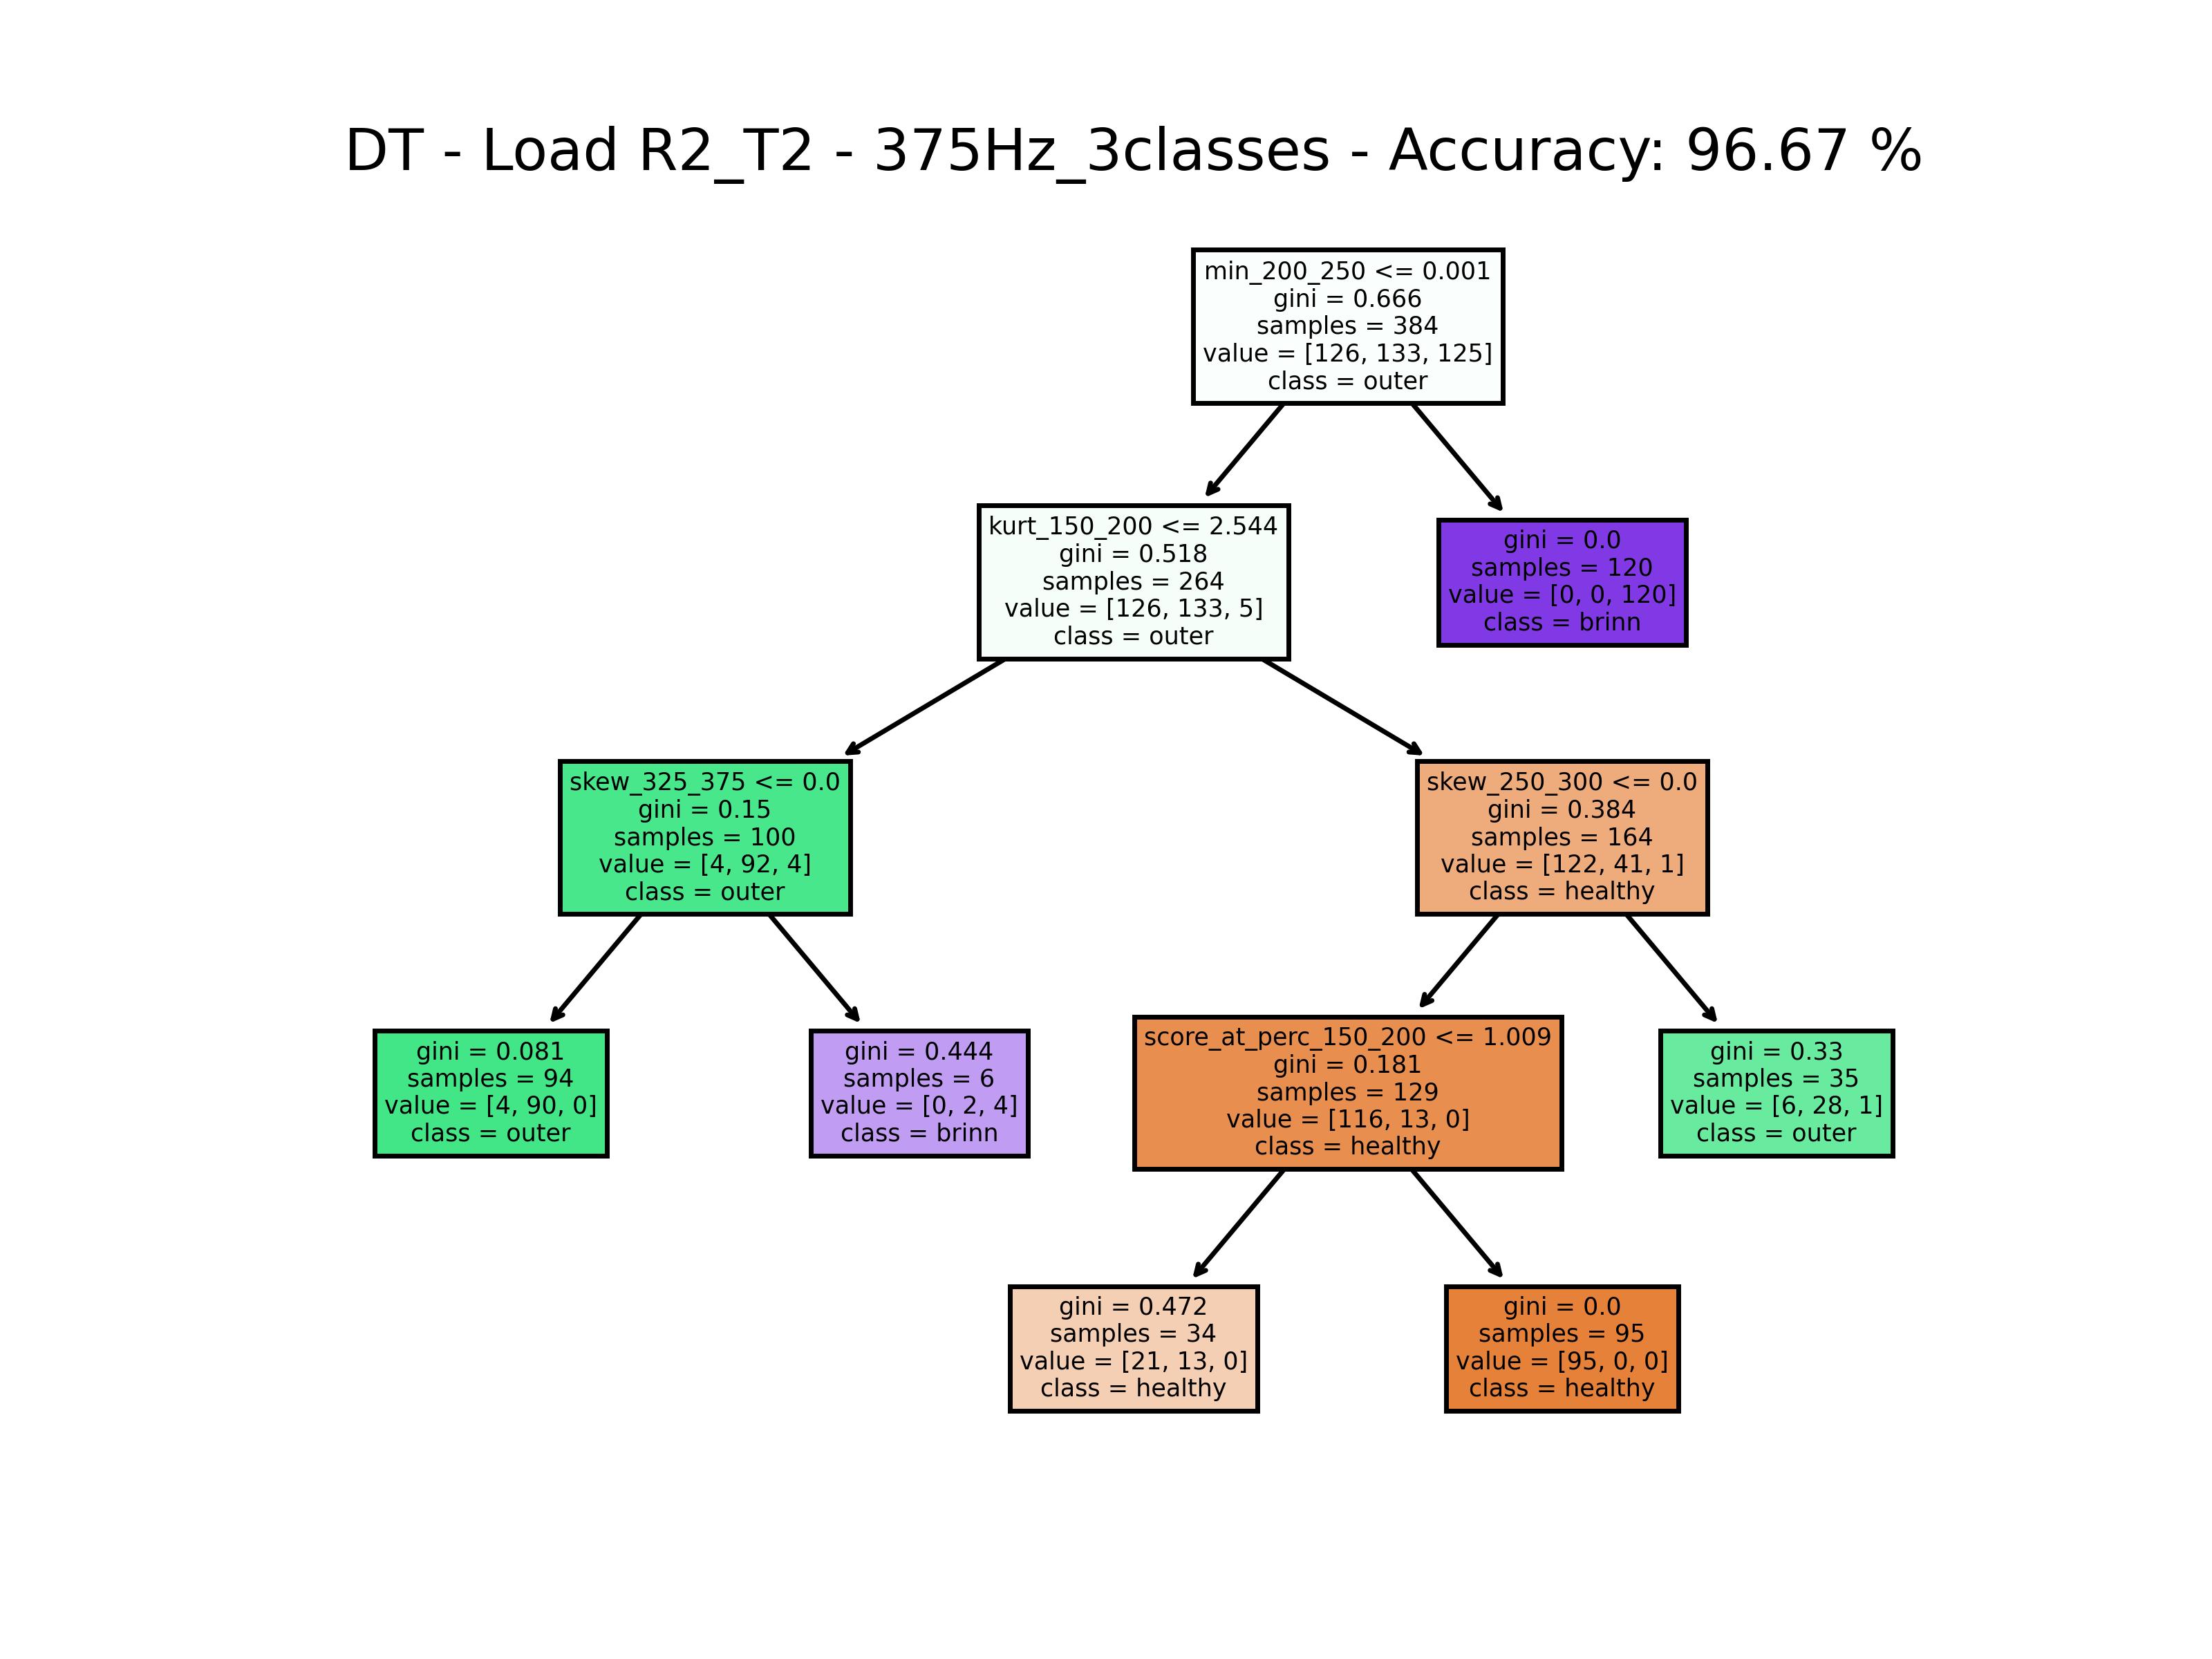 DT - Load R2_T2 - 375Hz_3classes - Accuracy: 96.67 %
min_200_250 <= 0.001
gini = 0.666
samples = 384
value = [126, 133, 125]
class = outer
kurt_150_200 <= 2.544
gini = 0.518
samples = 264
value = [126, 133, 5]
class = outer
gini = 0.0
samples = 120
value = [0, 0, 120]
class = brinn
skew_325_375 <= 0.0
gini = 0.15
samples = 100
value = [4, 92, 4]
class = outer
skew_250_300 <= 0.0
gini = 0.384
samples = 164
value = [122, 41, 1]
class = healthy
gini = 0.081
samples = 94
value = [4, 90, 0]
class = outer
gini = 0.444
samples = 6
value = [0, 2, 4]
class = brinn
score_at_perc_150_200 <= 1.009
gini = 0.181
samples = 129
value = [116, 13, 0]
class = healthy
gini = 0.33
samples = 35
value = [6, 28, 1]
class = outer
gini = 0.472
samples = 34
value = [21, 13, 0]
class = healthy
gini = 0.0
samples = 95
value = [95, 0, 0]
class = healthy